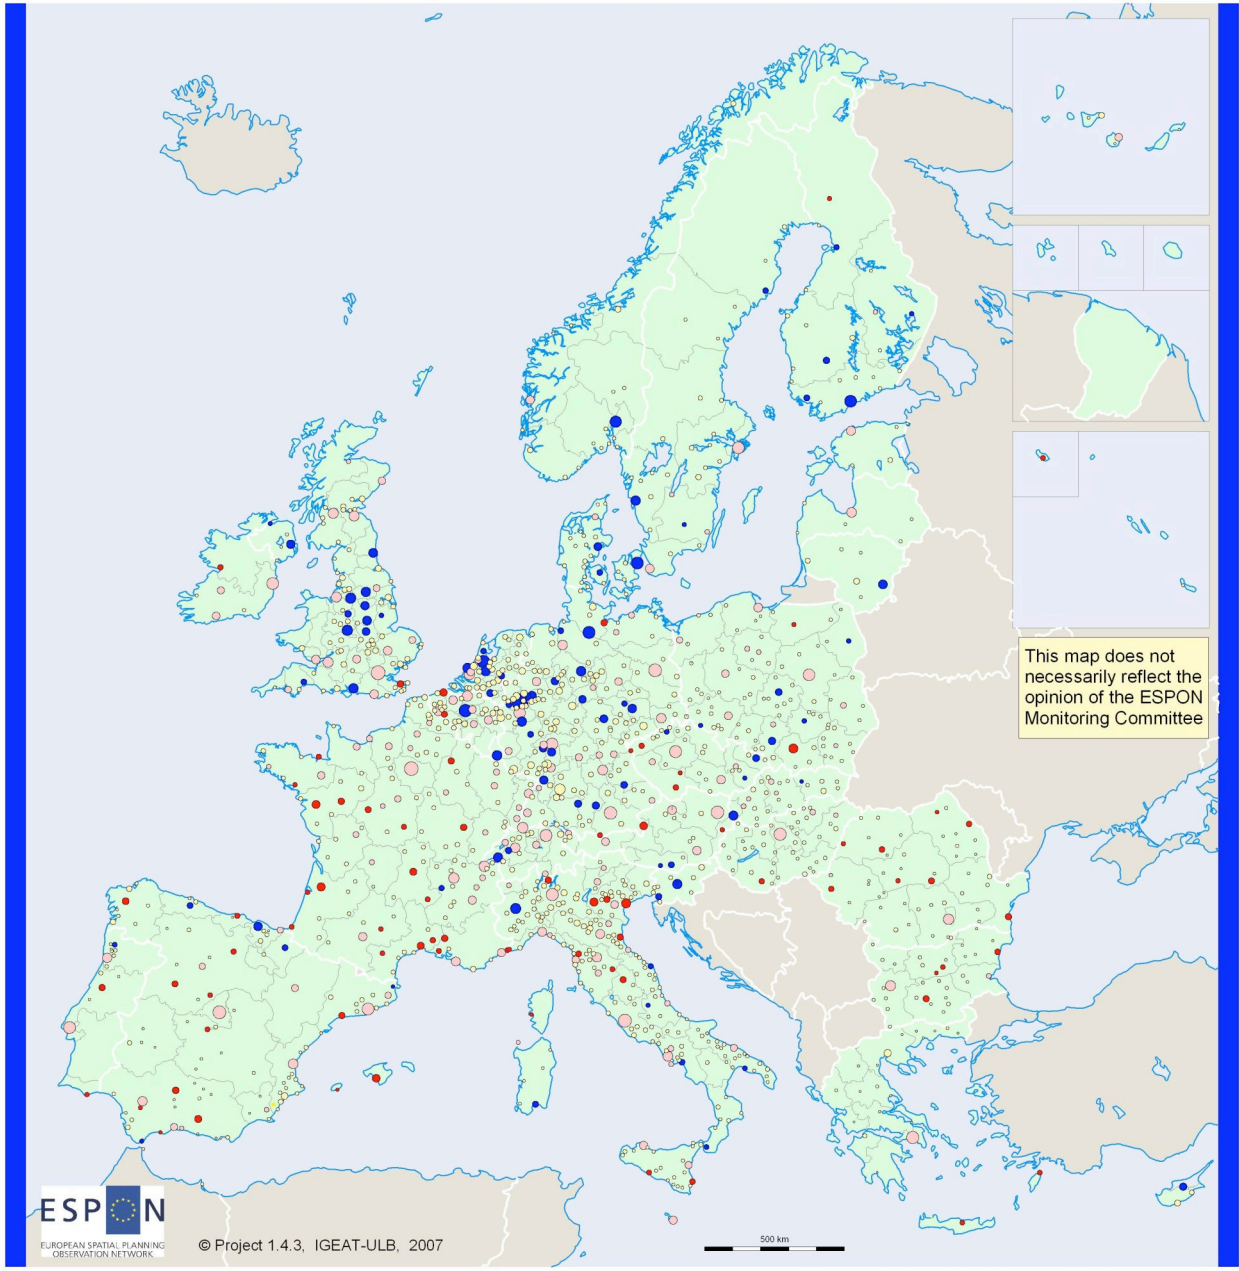 This map does not
necessarily reflect the
opinion of the ESPON
Monitoring Committee
ESPON
EUROPEAN SPATIAL PLANNING
OBSERVATION NETWORK
© Project 1.4.3, IGEAT-ULB, 2007
500 km